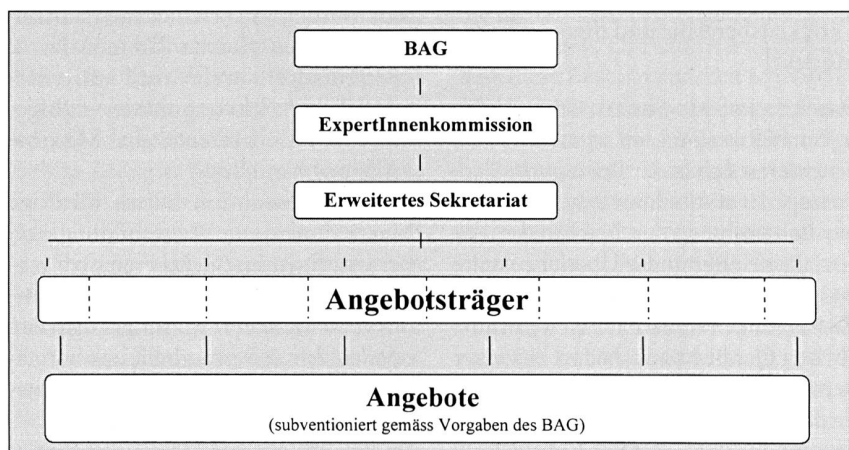 BAG
ExpertInnenkommission
Erweitertes Sekretariat
Angebotsträger
Angebote
(subventioniert gemäss Vorgaben des BAG)